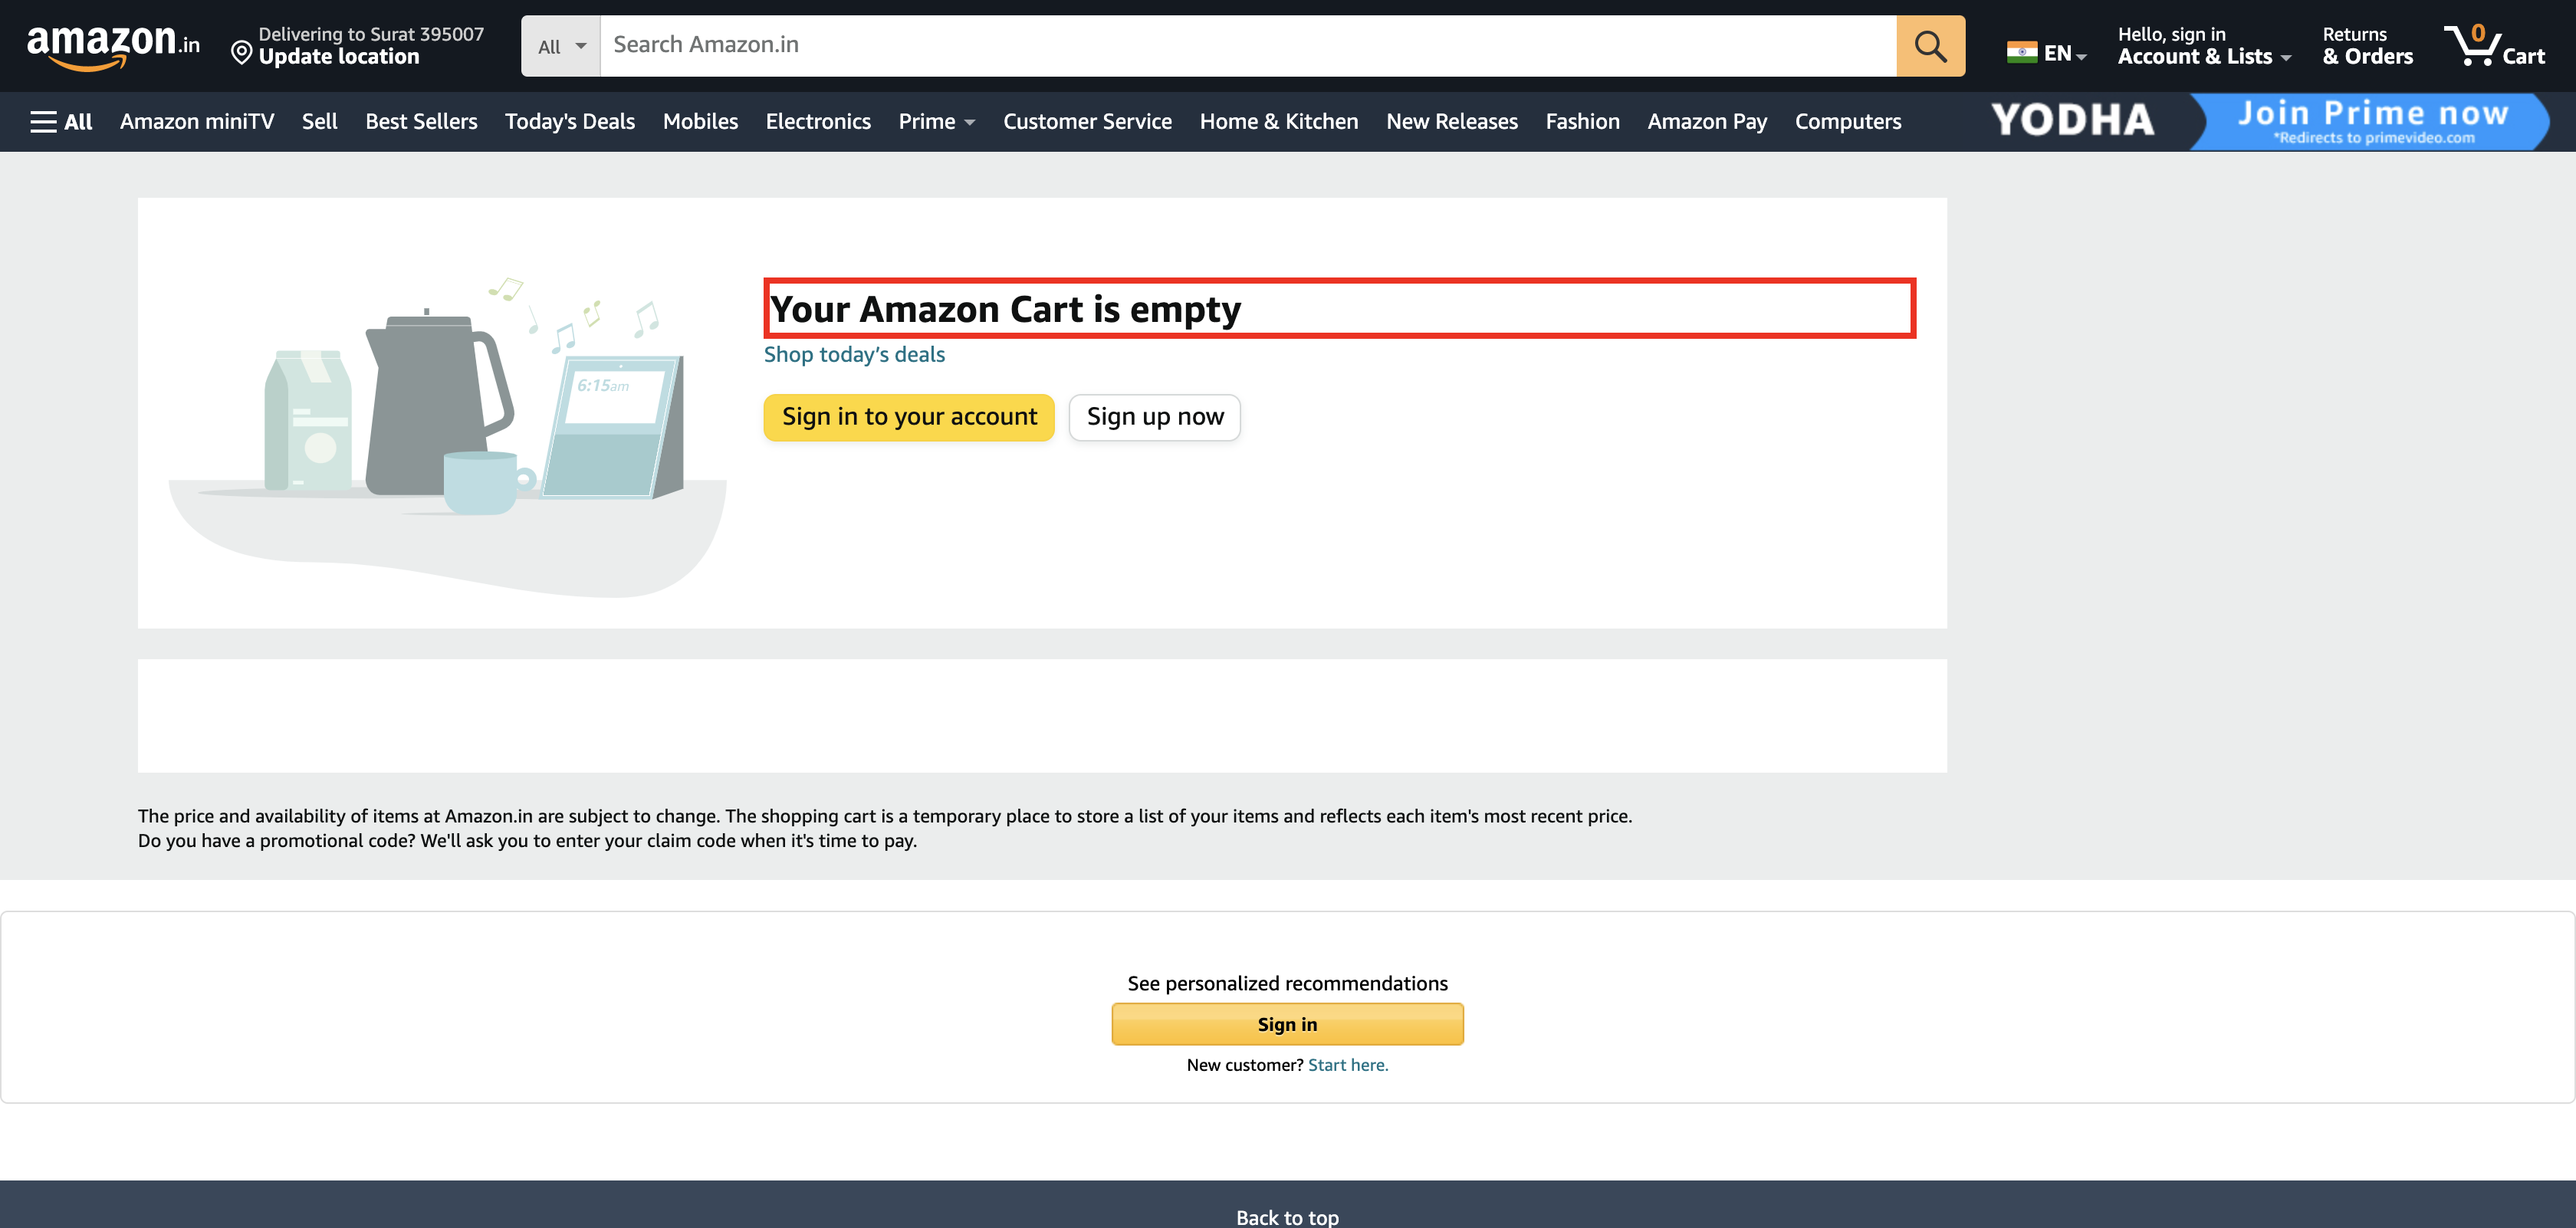 amazon.in
Delivering to Surat 395007
Update location
All
Search Amazon.in
EN
Hello, sign in
Account & Lists
Returns
& Orders
0
Cart
All
Amazon miniTV
Sell
Best Sellers
Today's Deals
Mobiles
Electronics
Prime
Customer Service
Home & Kitchen
New Releases
Fashion
Amazon Pay
Computers
YODHA
Join Prime now
*Redirects to primevideo.com
6:15am
Your Amazon Cart is empty
Shop today’s deals
Sign in to your account
Sign up now
The price and availability of items at Amazon.in are subject to change. The shopping cart is a temporary place to store a list of your items and reflects each item's most recent price.
Do you have a promotional code? We'll ask you to enter your claim code when it's time to pay.
See personalized recommendations
Sign in
New customer? Start here.
Back to top